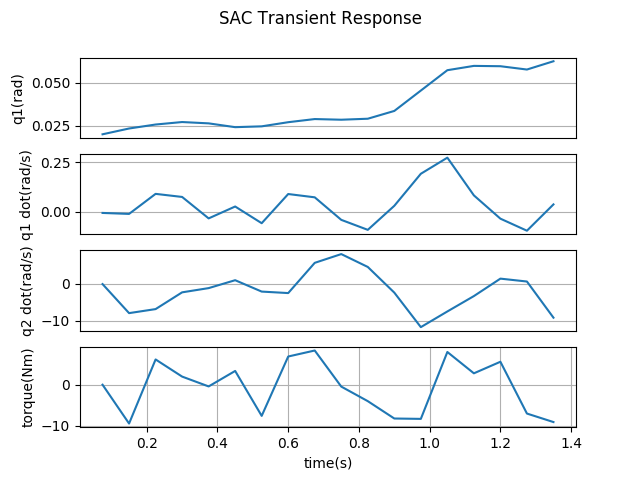 SAC Transient Response
q1(rad)
0.050
0.025
q1 dot(rad/s)
0.25
0.00
q2 dot(rad/s)
0
−10
torque(Nm)
0
−10
0.2 0.4 0.6 0.8 1.0 1.2 1.4
time(s)